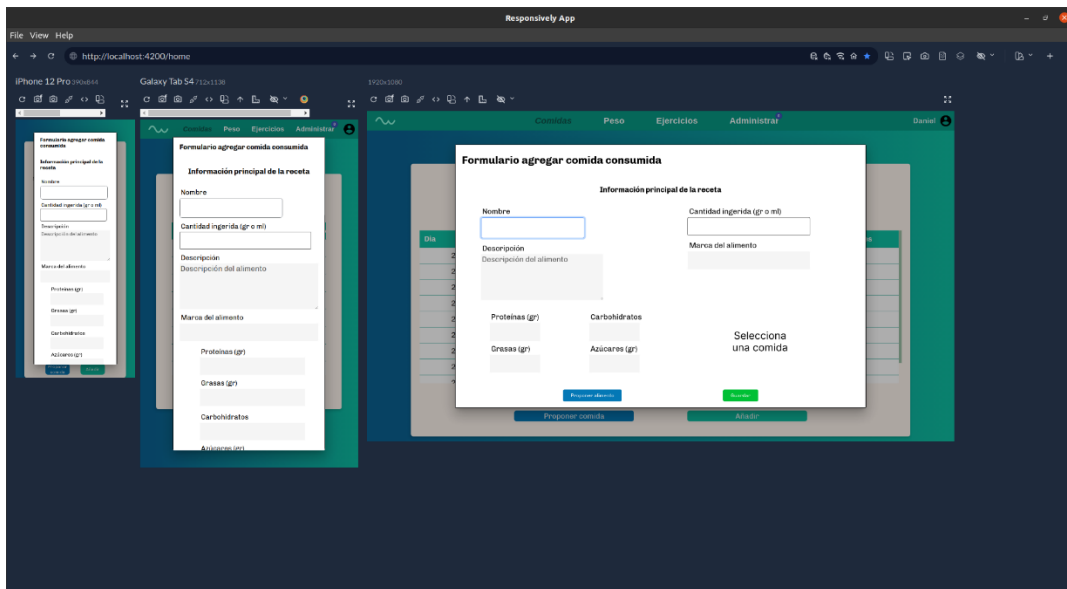 Responsively App
File View Help
http://localhost:4200/home
iPhone 12 Pro 390x844
Galaxy Tab S4 712x1138
1920x1080
Formulario agregar comida consumida
Información principal de la receta
Nombre
Cantidad ingerida (gr o ml)
Descripción
Descripción del alimento
Marca del alimento
Proteínas (gr)
Grasas (gr)
Carbohidratos
Azúcares (gr)
Comidas Peso Ejercicios Administrar
Formulario agregar comida consumida
Información principal de la receta
Nombre
Cantidad ingerida (gr o ml)
Descripción
Descripción del alimento
Marca del alimento
Proteínas (gr)
Grasas (gr)
Carbohidratos
Azúcares (gr)
Comidas Peso Ejercicios Administrar Daniel
Formulario agregar comida consumida
Información principal de la receta
Nombre Cantidad ingerida (gr o ml)
Día
Descripción Marca del alimento
Descripción del alimento
Proteínas (gr) Carbohidratos
Selecciona
una comida
Grasas (gr) Azúcares (gr)
Proponer alimento Guardar
Proponer comida Añadir